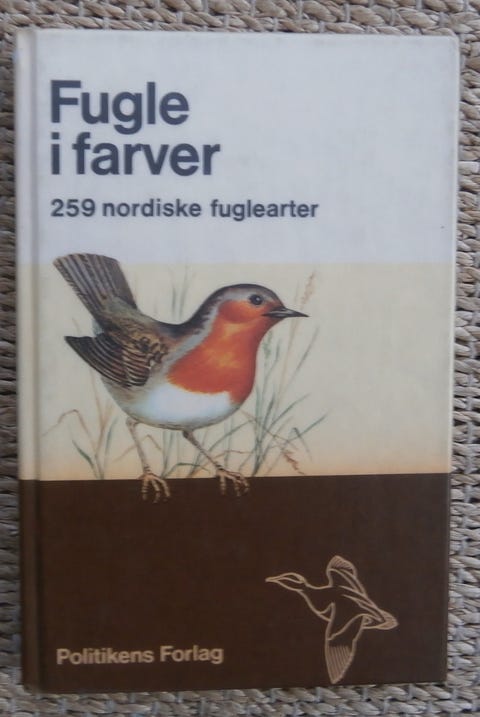 Fugle
i farver
259 nordiske fuglearter
Politikens Forlag